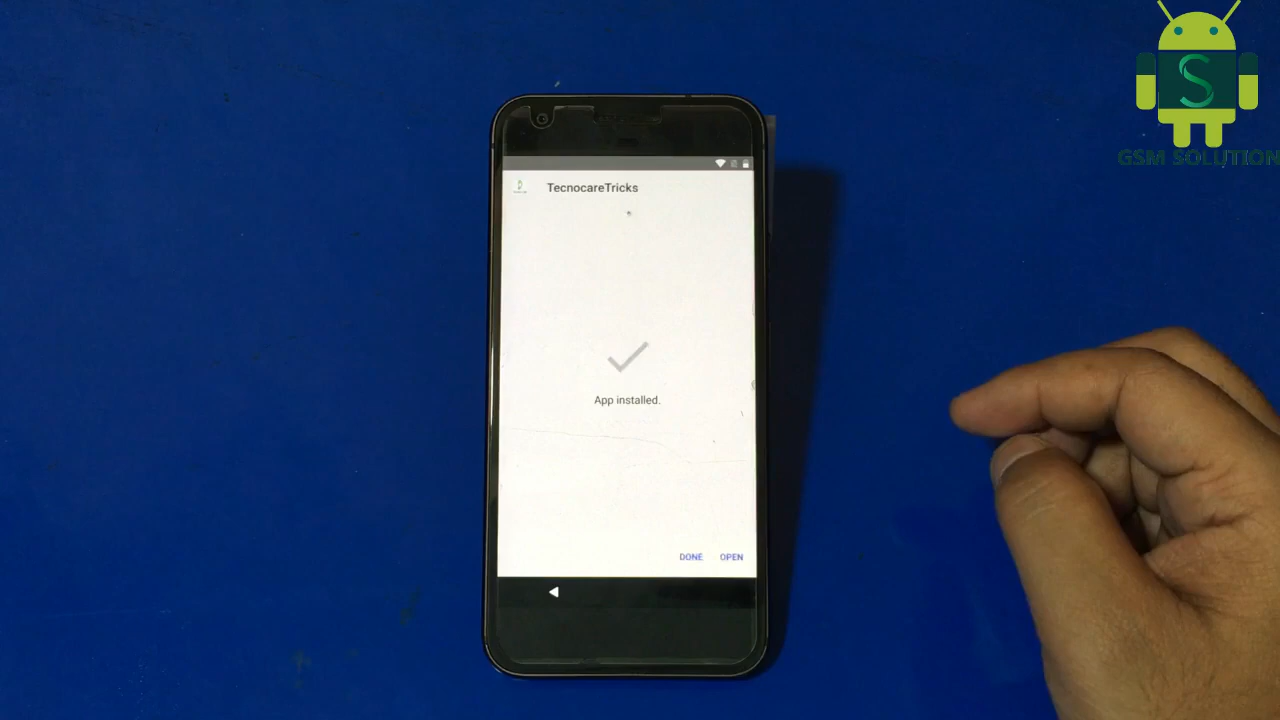 TecnocareTricks
App installed.
DONE OPEN
S
GSM SOLUTION